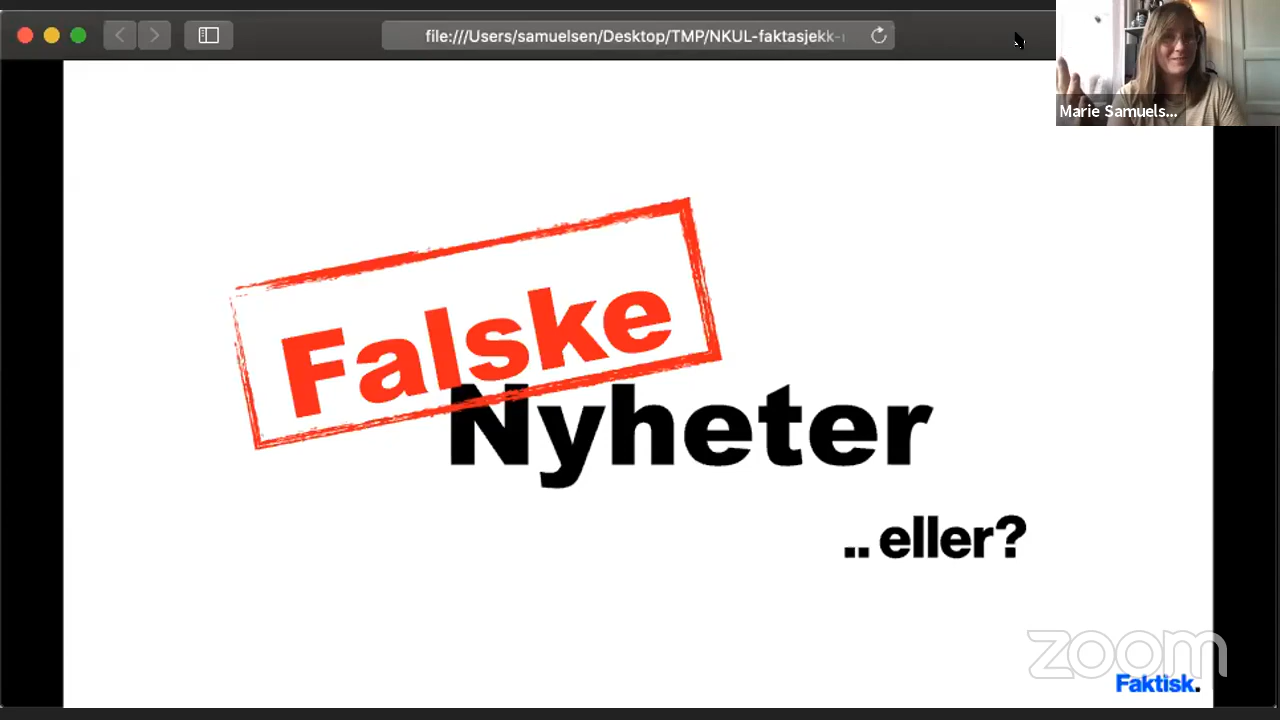 file:///Users/samuelsen/Desktop/TMP/NKUL-faktasjekk-
Marie Samuels...
Falske
Nyheter
.. eller?
zoom
Faktisk.